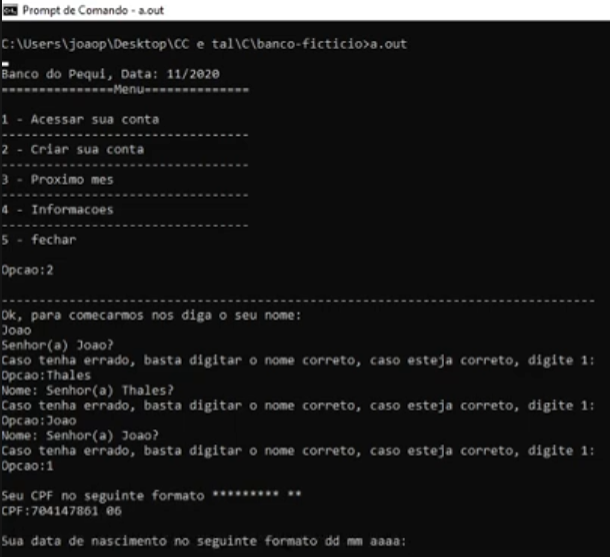 Prompt de Comando - a.out
C:\Users\joaop\Desktop\CC e tal\C\banco-ficticio>a.out
Banco do Pequi, Data: 11/2020
===============Menu==============
1 - Acessar sua conta
---------------------------------
2 - Criar sua conta
---------------------------------
3 - Proximo mes
---------------------------------
4 - Informacoes
---------------------------------
5 - fechar
Opcao:2
-------------------------------------------------------------------------------
Ok, para comecarmos nos diga o seu nome:
Joao
Senhor(a) Joao?
Caso tenha errado, basta digitar o nome correto, caso esteja correto, digite 1:
Opcao:Thales
Nome: Senhor(a) Thales?
Caso tenha errado, basta digitar o nome correto, caso esteja correto, digite 1:
Opcao:Joao
Nome: Senhor(a) Joao?
Caso tenha errado, basta digitar o nome correto, caso esteja correto, digite 1:
Opcao:1
Seu CPF no seguinte formato ********* **
CPF:704147861 06
Sua data de nascimento no seguinte formato dd mm aaaa: